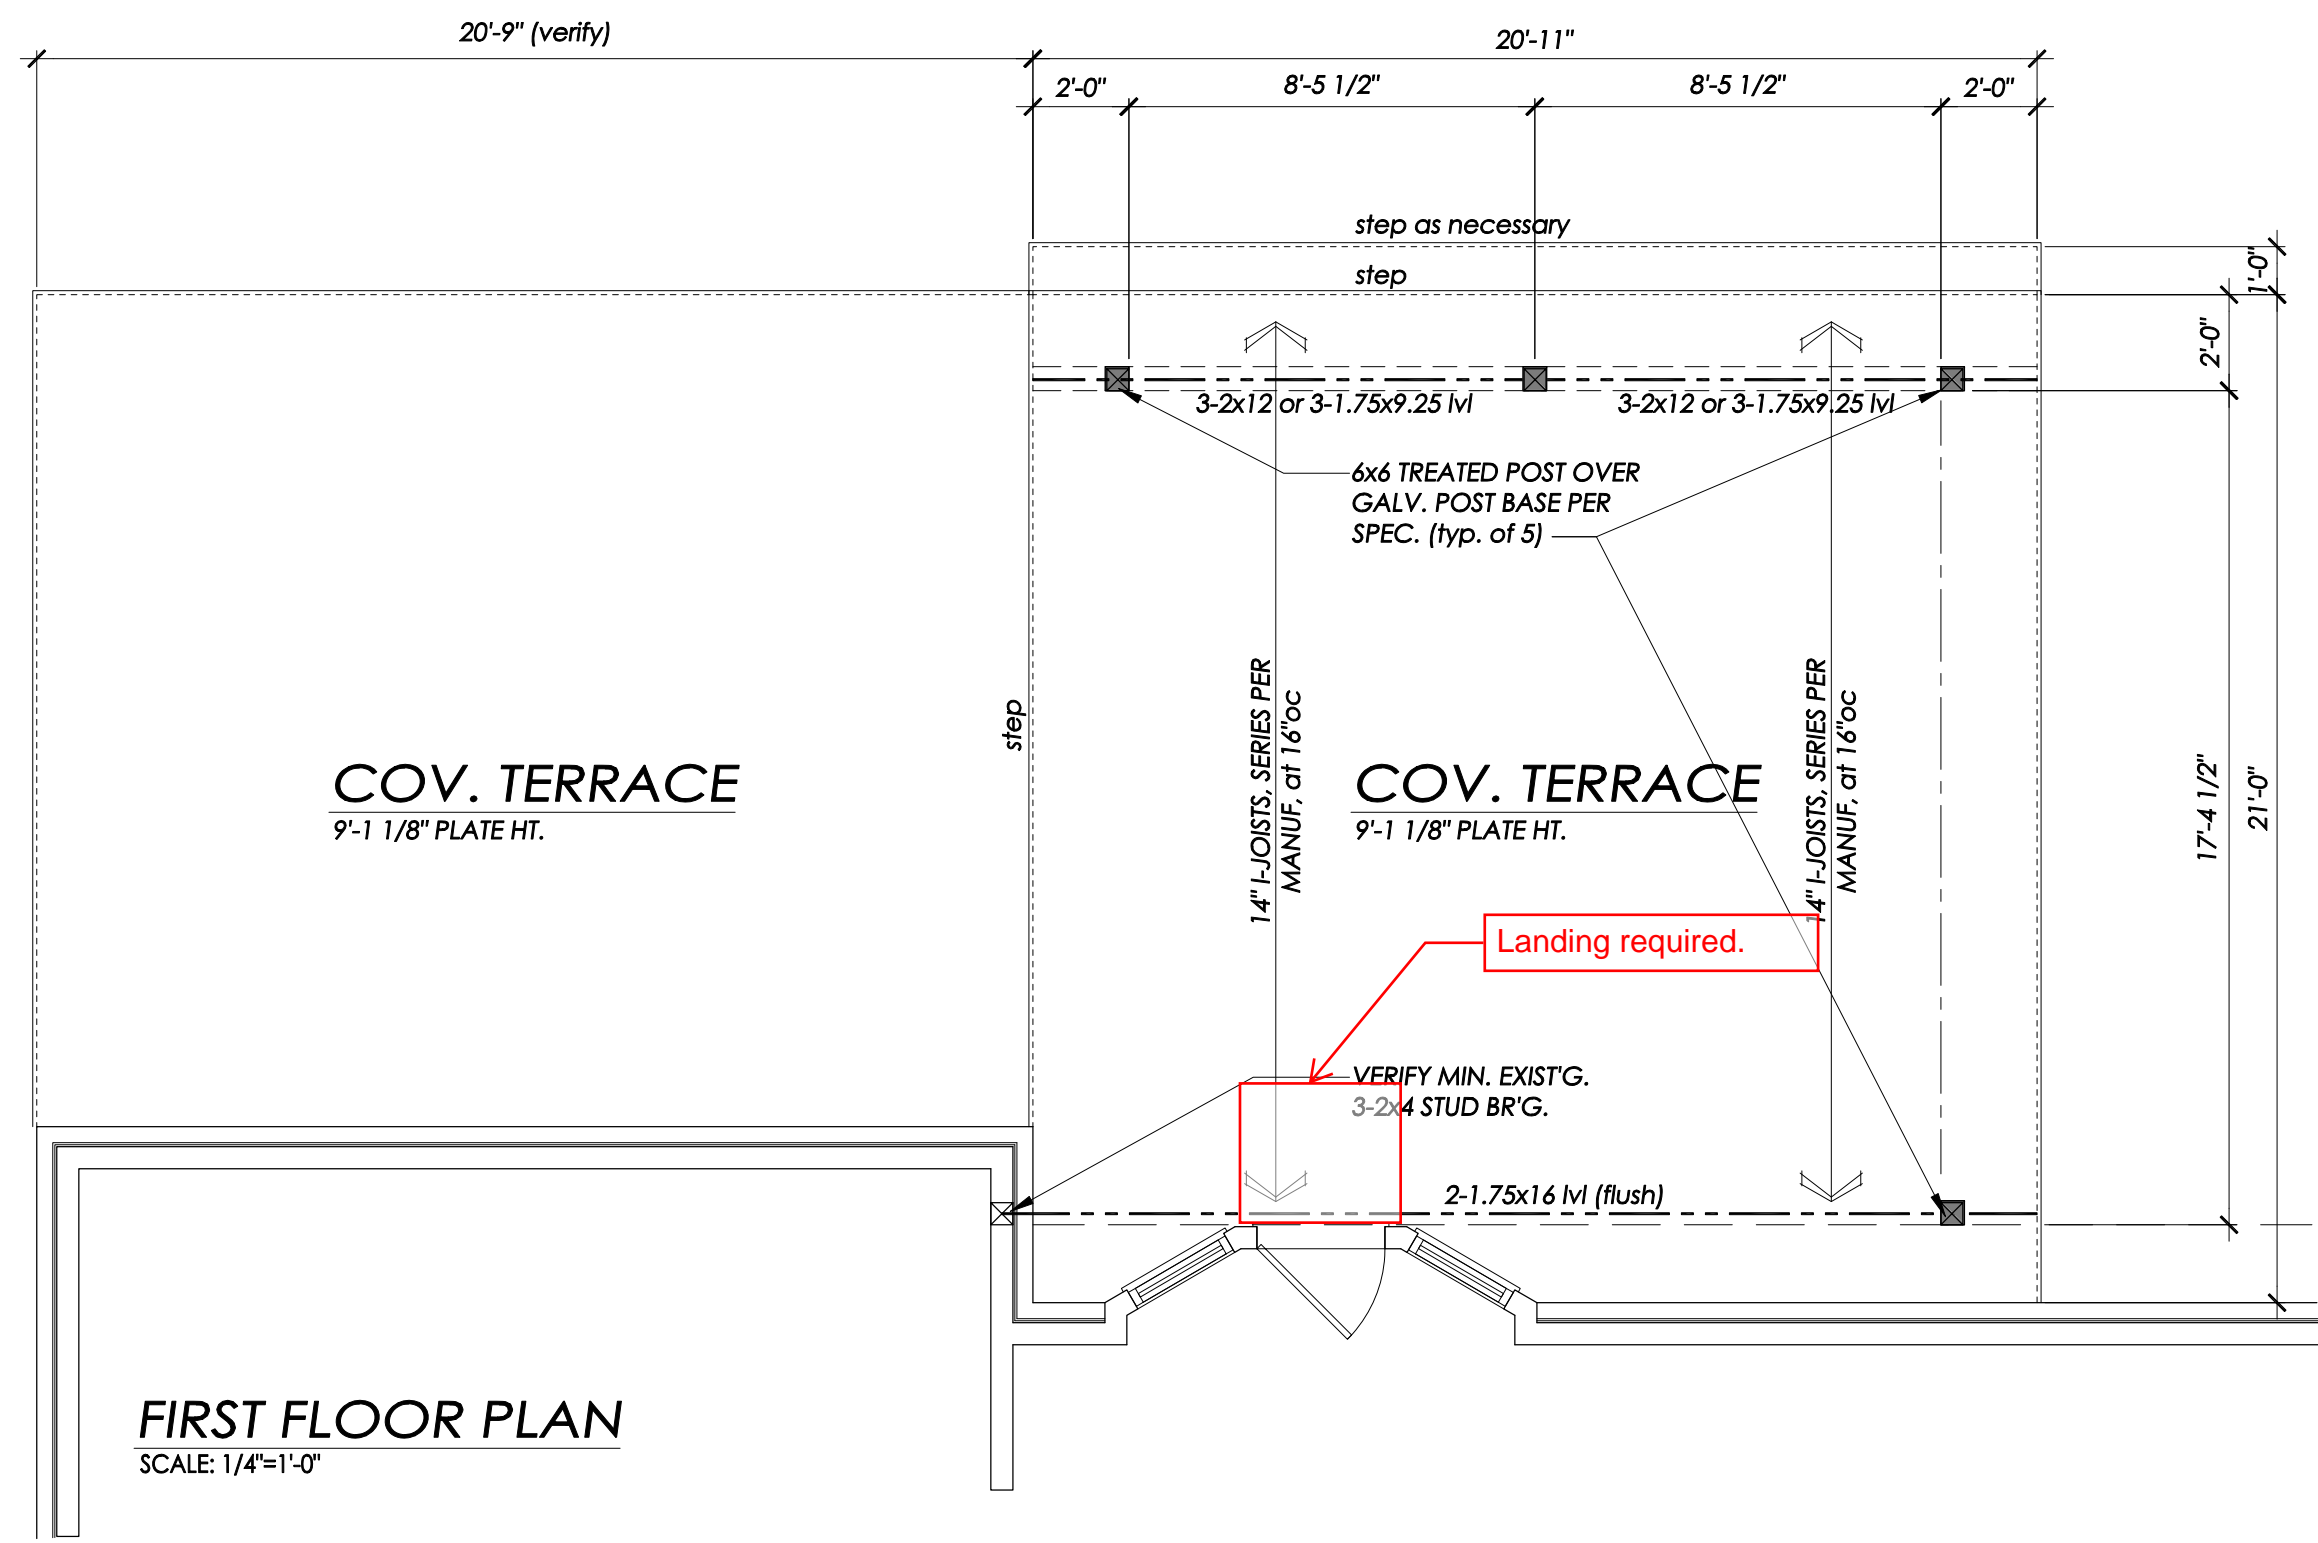 20'-9" (verify)
20'-11"
2'-0"
8'-5 1/2"
8'-5 1/2"
2'-0"
step as necessary
step
1'-0"
2'-0"
3-2x12 or 3-1.75x9.25 lvl
3-2x12 or 3-1.75x9.25 lvl
6x6 TREATED POST OVER
GALV. POST BASE PER
SPEC. (typ. of 5)
step
14" I-JOISTS, SERIES PER
MANUF, at 16"oc
14" I-JOISTS, SERIES PER
MANUF, at 16"oc
COV. TERRACE
9'-1 1/8" PLATE HT.
COV. TERRACE
9'-1 1/8" PLATE HT.
17'-4 1/2"
21'-0"
Landing required.
VERIFY MIN. EXIST'G.
3-2x4 STUD BR'G.
2-1.75x16 lvl (flush)
FIRST FLOOR PLAN
SCALE: 1/4"=1'-0"